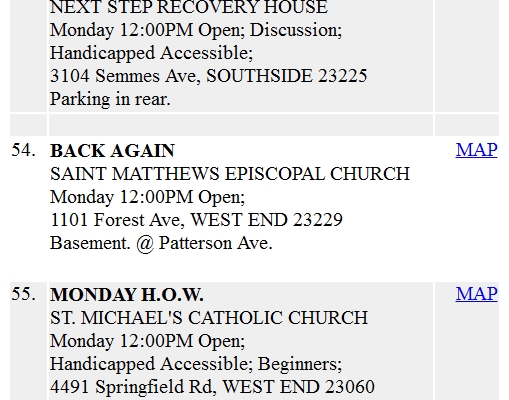 NEXT STEP RECOVERY HOUSE
Monday 12:00PM Open; Discussion;
Handicapped Accessible;
3104 Semmes Ave, SOUTHSIDE 23225
Parking in rear.
54. BACK AGAIN MAP
SAINT MATTHEWS EPISCOPAL CHURCH
Monday 12:00PM Open;
1101 Forest Ave, WEST END 23229
Basement. @ Patterson Ave.
55. MONDAY H.O.W. MAP
ST. MICHAEL'S CATHOLIC CHURCH
Monday 12:00PM Open;
Handicapped Accessible; Beginners;
4491 Springfield Rd, WEST END 23060